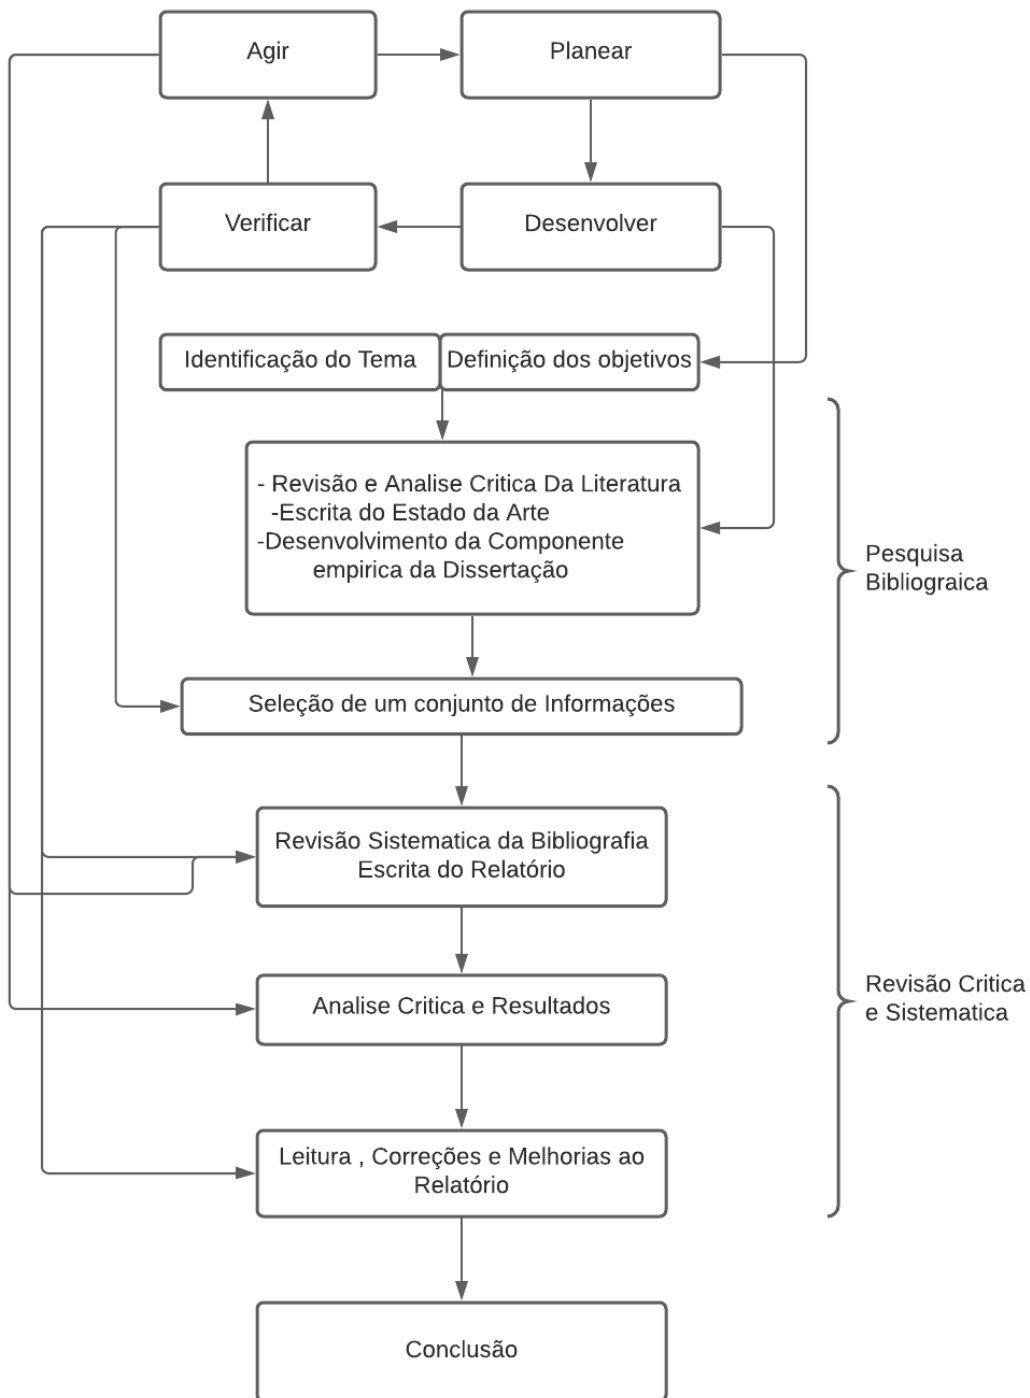 Agir
Planear
Verificar
Desenvolver
Identificação do Tema
Definição dos objetivos
- Revisão e Analise Critica Da Literatura
-Escrita do Estado da Arte
-Desenvolvimento da Componente
empirica da Dissertação
Pesquisa
Bibliograica
Seleção de um conjunto de Informações
Revisão Sistematica da Bibliografia
Escrita do Relatório
Analise Critica e Resultados
Revisão Critica
e Sistematica
Leitura , Correções e Melhorias ao
Relatório
Conclusão